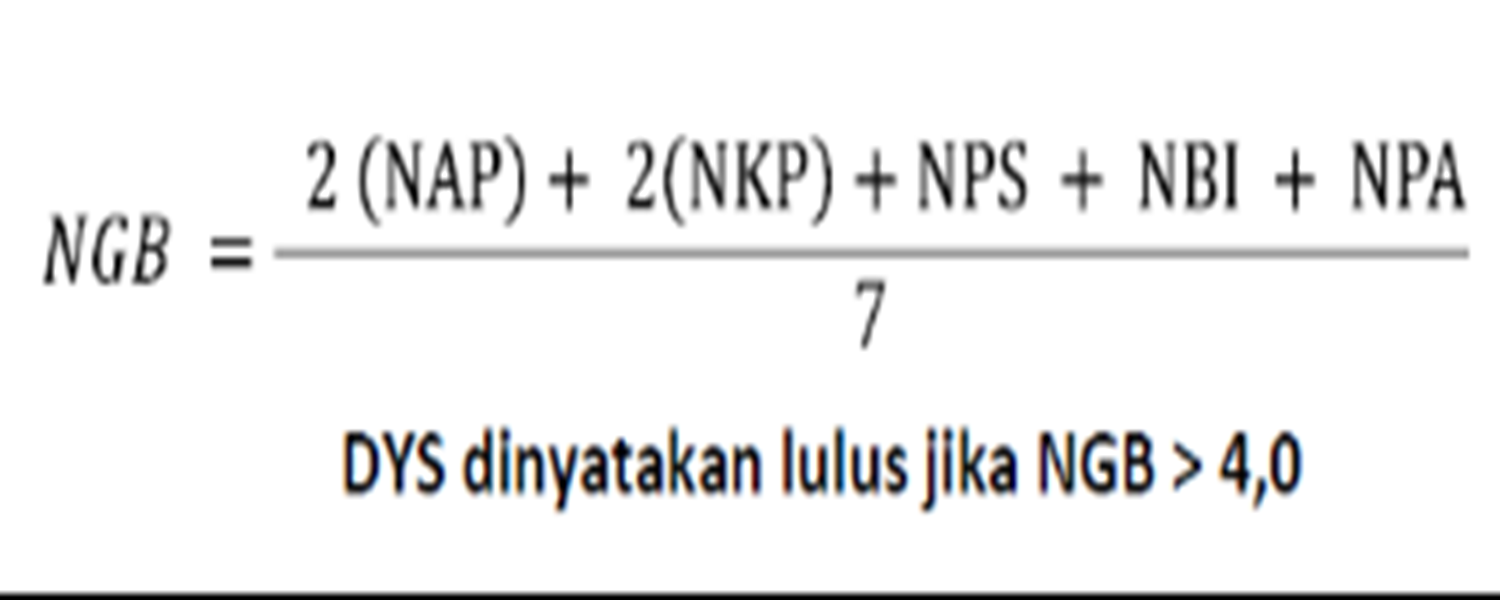 2 (NAP) + 2(NKP) + NPS + NBI + NPA
NGB =
7
DYS dinyatakan lulus jika NGB > 4,0